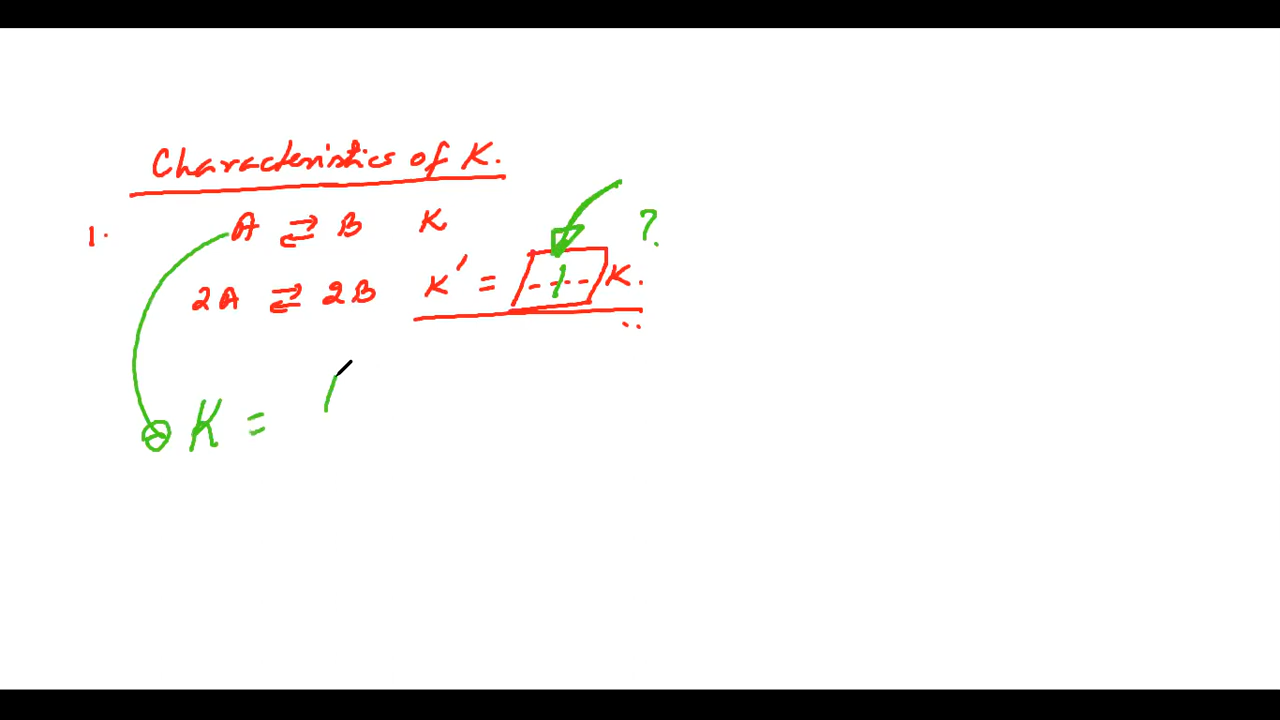 Characteristics of K.
1. A ⇄ B K ?
2A ⇄ 2B K' = ---- K.
K =